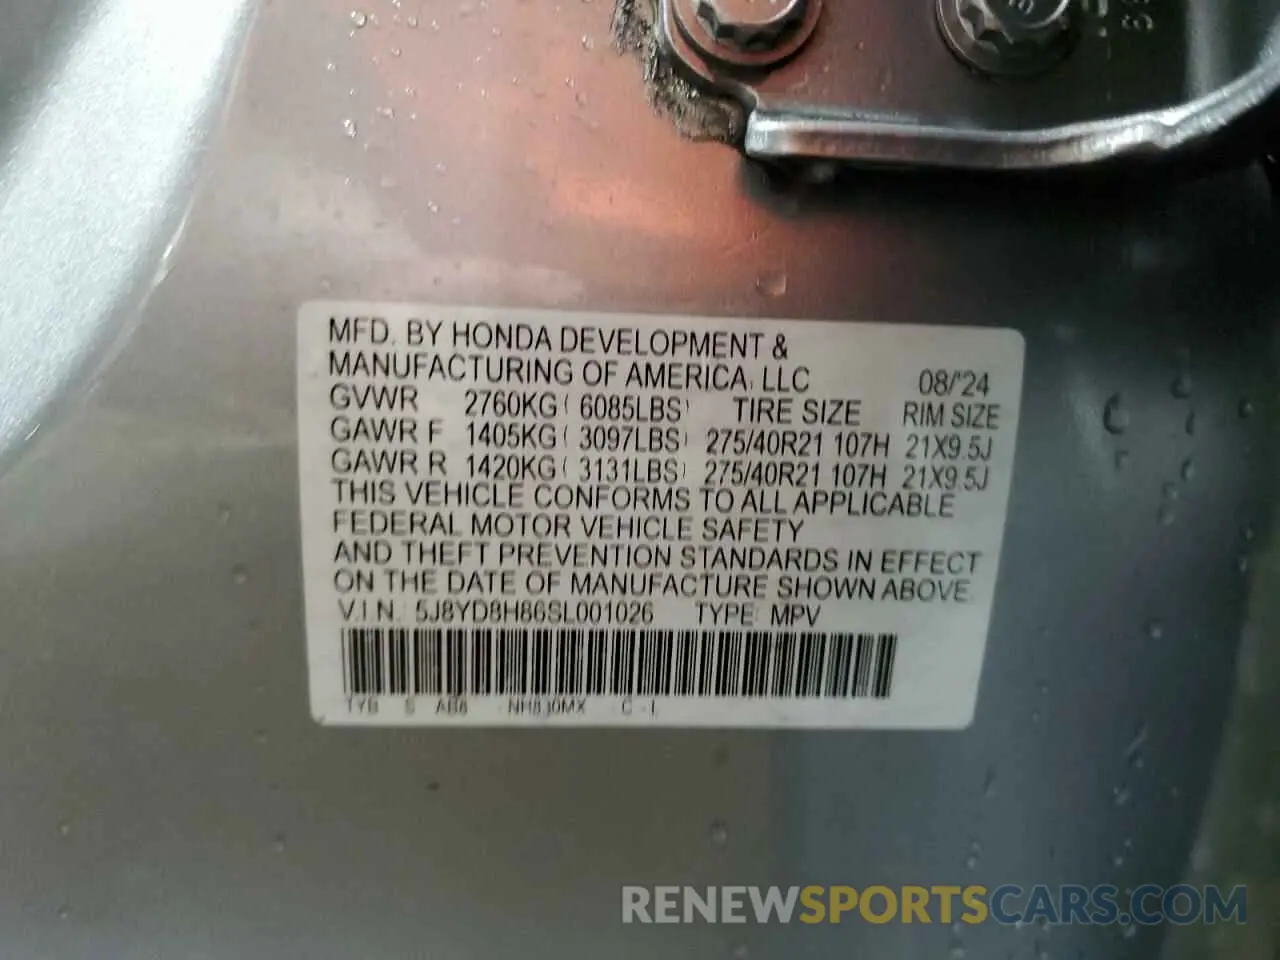 MFD. BY HONDA DEVELOPMENT &
MANUFACTURING OF AMERICA, LLC 08/'24
GVWR 2760KG ( 6085LBS) TIRE SIZE RIM SIZE
GAWR F 1405KG ( 3097LBS) 275/40R21 107H 21X9.5J
GAWR R 1420KG ( 3131LBS) 275/40R21 107H 21X9.5J
THIS VEHICLE CONFORMS TO ALL APPLICABLE
FEDERAL MOTOR VEHICLE SAFETY
AND THEFT PREVENTION STANDARDS IN EFFECT
ON THE DATE OF MANUFACTURE SHOWN ABOVE.
V.I.N.: 5J8YD8H86SL001026 TYPE: MPV
TYB S AB8 NH830MX C - L
RENEWSPORTSCARS.COM